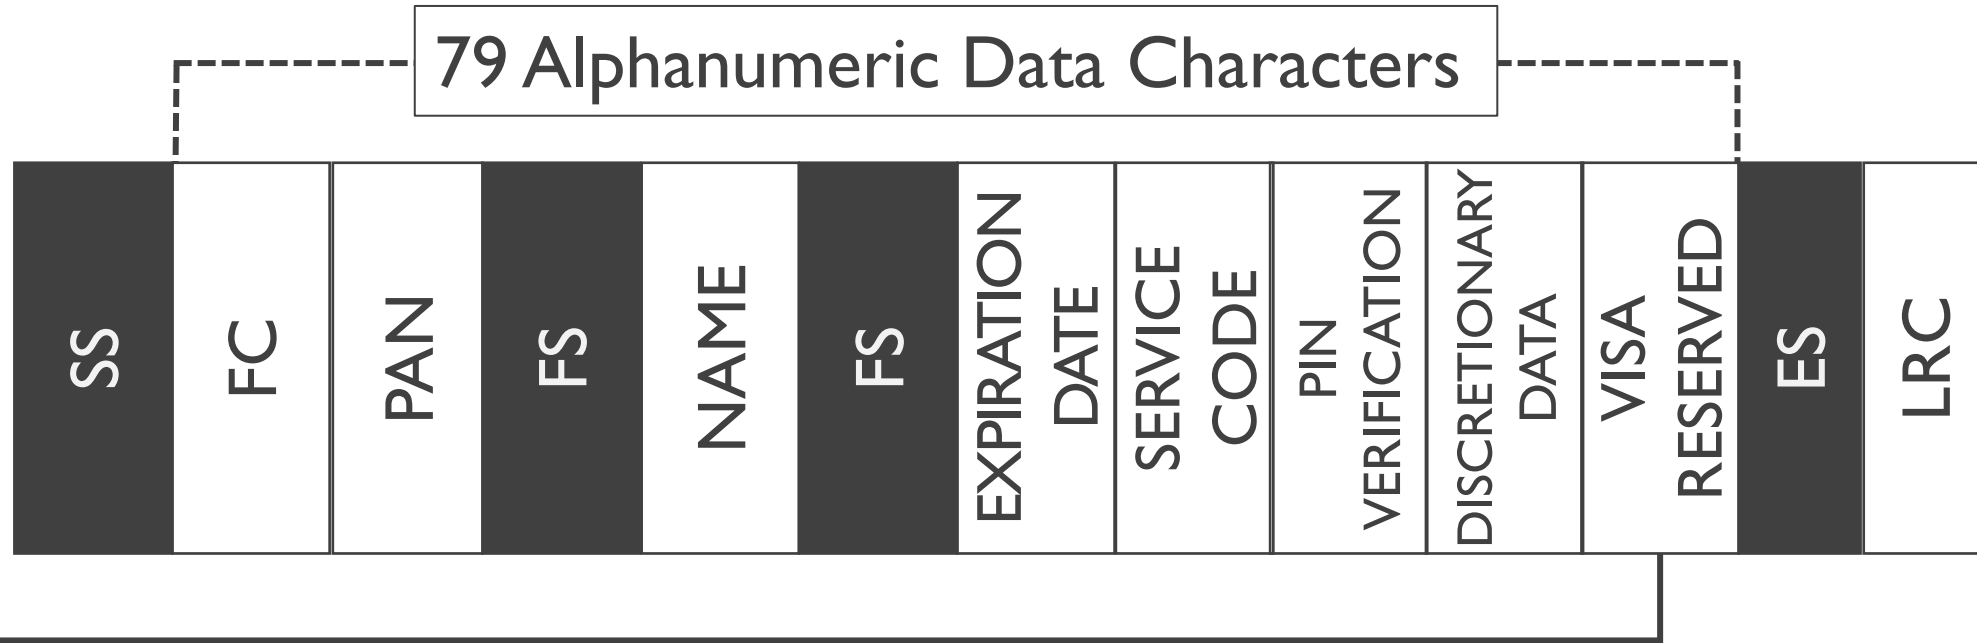 79 Alphanumeric Data Characters
SS
FC
PAN
FS
NAME
FS
EXPIRATION
DATE
SERVICE
CODE
PIN
VERIFICATION
DISCRETIONARY
DATA
VISA
RESERVED
ES
LRC